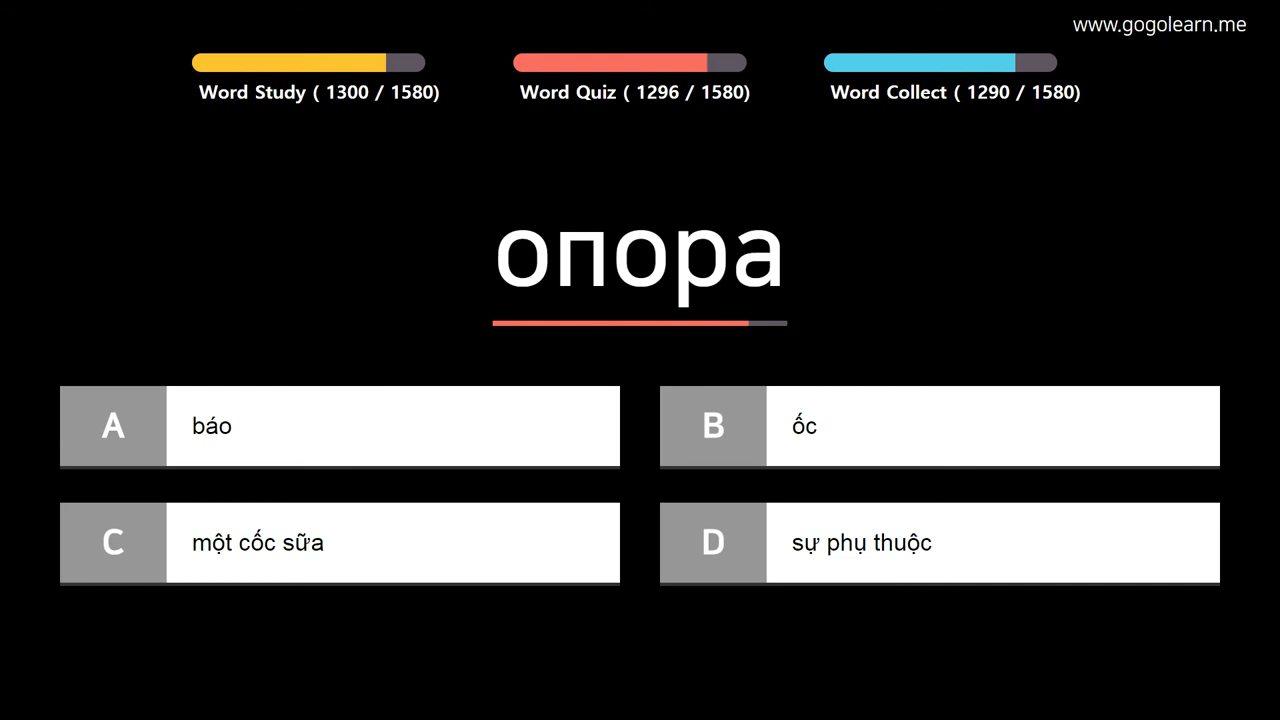 www.gogolearn.me
Word Study ( 1300 / 1580)
Word Quiz ( 1296 / 1580)
Word Collect ( 1290 / 1580)
опора
A báo
B ốc
C một cốc sữa
D sự phụ thuộc